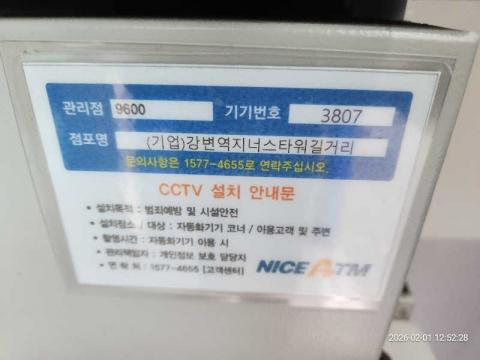 관리점 9600 기기번호 3807
점포명 (기업)강변역지너스타워길거리
문의사항은 1577-4655로 연락주십시오.
CCTV 설치 안내문
• 설치목적 : 범죄예방 및 시설안전
• 설치장소 / 대상 : 자동화기기 코너 / 이용고객 및 주변
• 촬영시간 : 자동화기기 이용 시
• 관리책임자 : 개인정보 보호 담당자
• 연 락 처 : 1577-4655 [고객센터]
NICE ATM
2026-02-01 12:52:28